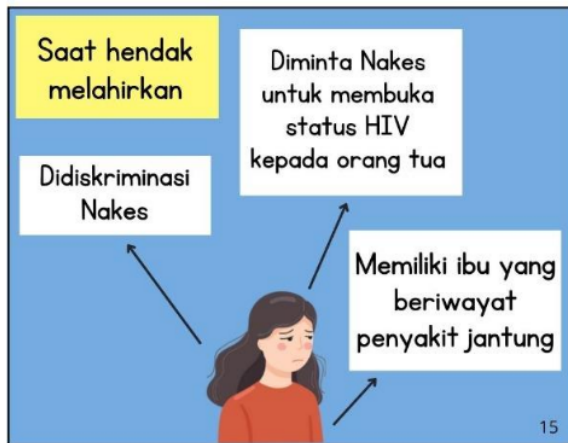 Saat hendak
melahirkan
Diminta Nakes
untuk membuka
status HIV
kepada orang tua
Didiskriminasi
Nakes
Memiliki ibu yang
beriwayat
penyakit jantung
15